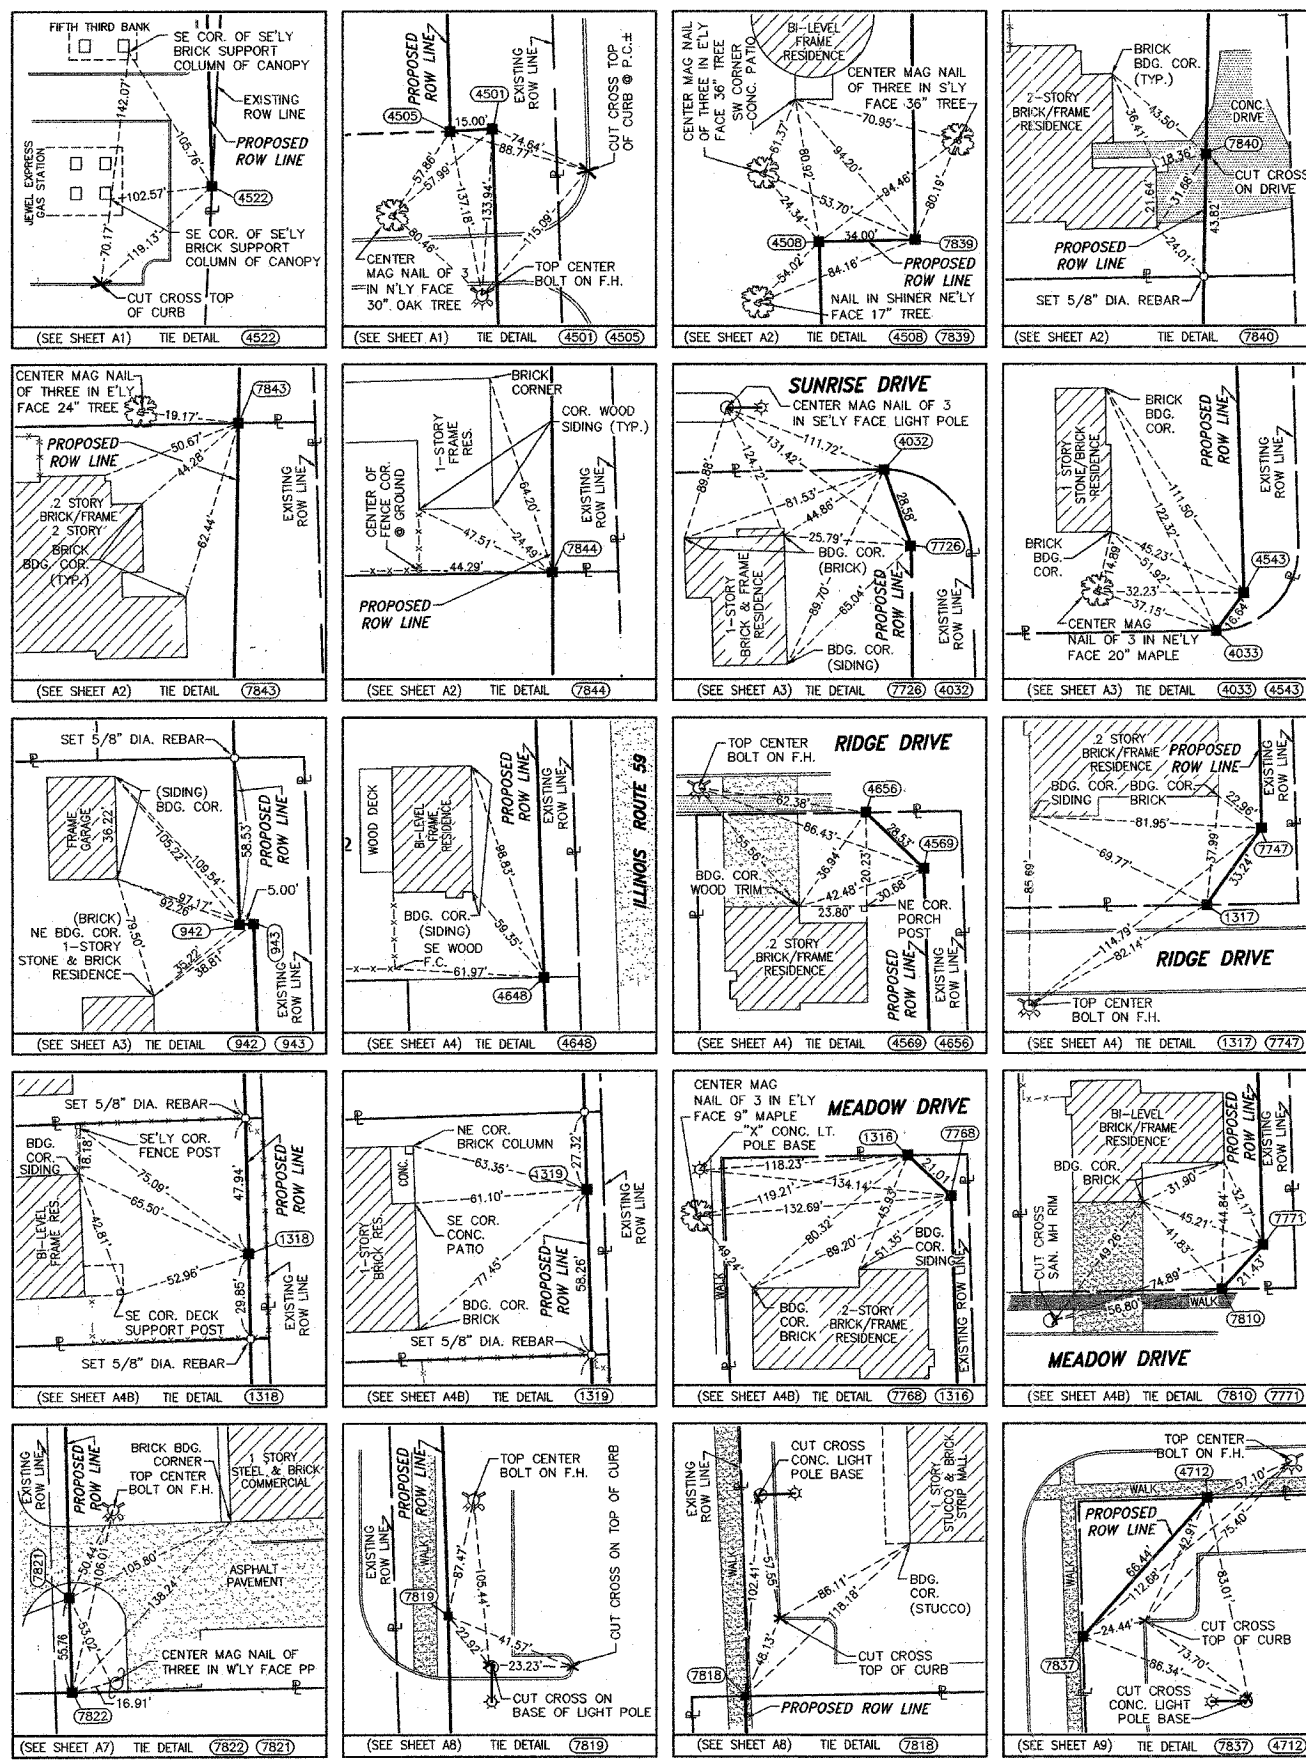 FIFTH THIRD BANK
SE COR. OF SE'LY
BRICK SUPPORT
COLUMN OF CANOPY
142.07'
105.76'
EXISTING
ROW LINE
PROPOSED
ROW LINE
JEWEL EXPRESS
GAS STATION
102.57'
4522
70.17'
119.13'
SE COR. OF SE'LY
BRICK SUPPORT
COLUMN OF CANOPY
CUT CROSS TOP
OF CURB
(SEE SHEET A1) TIE DETAIL 4522
PROPOSED
ROW LINE
EXISTING
ROW LINE
4501
4505
15.00'
74.64'
88.77'
CUT CROSS TOP
OF CURB @ P.C.±
57.86'
57.99'
137.18'
133.94'
80.46'
115.09'
CENTER
MAG NAIL OF 3
IN N'LY FACE
30" OAK TREE
TOP CENTER
BOLT ON F.H.
(SEE SHEET A1) TIE DETAIL 4501 4505
CENTER MAG NAIL
OF THREE IN E'LY
FACE 36" TREE
SW CORNER
CONC. PATIO
BI-LEVEL
FRAME
RESIDENCE
CENTER MAG NAIL
OF THREE IN S'LY
FACE 36" TREE
70.95'
61.37'
80.26'
94.20'
94.46'
80.19'
24.34'
53.70'
4508
34.00'
7839
54.02'
84.16'
PROPOSED
ROW LINE
NAIL IN SHINER NE'LY
FACE 17" TREE
(SEE SHEET A2) TIE DETAIL 4508 7839
BRICK
BDG. COR.
(TYP.)
2-STORY
BRICK/FRAME
RESIDENCE
CONC.
DRIVE
43.50'
36.41'
18.36'
7840
31.68'
21.64'
CUT CROSS
ON DRIVE
43.82
PROPOSED
ROW LINE
24.01'
SET 5/8" DIA. REBAR
(SEE SHEET A2) TIE DETAIL 7840
CENTER MAG NAIL
OF THREE IN E'LY
FACE 24" TREE
7843
19.17'
PROPOSED
ROW LINE
50.67'
44.28'
2 STORY
BRICK/FRAME
2 STORY
BRICK
BDG. COR.
(TYP.)
62.44'
EXISTING
ROW LINE
(SEE SHEET A2) TIE DETAIL 7843
BRICK
CORNER
COR. WOOD
SIDING (TYP.)
1-STORY
FRAME
RES.
CENTER OF
FENCE COR.
@ GROUND
64.20'
47.51'
24.49'
44.29'
7844
EXISTING
ROW LINE
PROPOSED
ROW LINE
(SEE SHEET A2) TIE DETAIL 7844
SUNRISE DRIVE
CENTER MAG NAIL OF 3
IN SE'LY FACE LIGHT POLE
111.72'
4032
131.42'
124.72'
89.88'
81.53'
44.86'
28.58'
25.79'
7726
BDG. COR.
(BRICK)
1-STORY
BRICK & FRAME
RESIDENCE
89.70'
65.04'
PROPOSED
ROW LINE
EXISTING
ROW LINE
BDG. COR.
(SIDING)
(SEE SHEET A3) TIE DETAIL 7726 4032
BRICK
BDG.
COR.
1 STORY
STONE/BRICK
RESIDENCE
PROPOSED
ROW LINE
EXISTING
ROW LINE
111.50'
122.32'
BRICK
BDG.
COR.
45.23'
51.92'
14.89
32.23'
37.15'
4543
16.64'
CENTER MAG
NAIL OF 3 IN NE'LY
FACE 20" MAPLE
4033
(SEE SHEET A3) TIE DETAIL 4033 4543
SET 5/8" DIA. REBAR
(SIDING)
BDG. COR.
FRAME
GARAGE
36.22'
105.22'
109.54'
58.53'
PROPOSED
ROW LINE
97.17'
92.26'
5.00'
(BRICK)
NE BDG. COR.
1-STORY
STONE & BRICK
RESIDENCE
79.50'
942
943
35.22'
38.81'
EXISTING
ROW LINE
(SEE SHEET A3) TIE DETAIL 942 943
WOOD DECK
BI-LEVEL
FRAME
RESIDENCE
PROPOSED
ROW LINE
EXISTING
ROW LINE
ILLINOIS ROUTE 59
98.83'
BDG. COR.
(SIDING)
SE WOOD
F.C.
59.35'
61.97'
4648
(SEE SHEET A4) TIE DETAIL 4648
TOP CENTER
BOLT ON F.H.
RIDGE DRIVE
4656
62.38'
86.43'
55.56'
28.53'
4569
36.94'
20.23'
BDG. COR.
WOOD TRIM
42.48'
30.68'
23.80'
NE COR.
PORCH
POST
2 STORY
BRICK/FRAME
RESIDENCE
PROPOSED
ROW LINE
EXISTING
ROW LINE
(SEE SHEET A4) TIE DETAIL 4569 4656
2 STORY
BRICK/FRAME
RESIDENCE
PROPOSED
ROW LINE
EXISTING
ROW LINE
BDG. COR.
SIDING
BDG. COR.
BRICK
22.96'
81.95'
7747
69.77'
37.99'
33.24'
85.69'
1317
114.79'
82.14'
RIDGE DRIVE
TOP CENTER
BOLT ON F.H.
(SEE SHEET A4) TIE DETAIL 1317 7747
SET 5/8" DIA. REBAR
SE'LY COR.
FENCE POST
BDG.
COR.
SIDING
18.18'
75.09'
65.50'
47.94'
PROPOSED
ROW LINE
BI-LEVEL
FRAME RES.
42.81'
1318
52.96'
29.85'
EXISTING
ROW LINE
SE COR. DECK
SUPPORT POST
SET 5/8" DIA. REBAR
(SEE SHEET A4B) TIE DETAIL 1318
NE COR.
BRICK COLUMN
27.32'
63.35'
1319
CONC.
61.10'
SE COR.
CONC.
PATIO
1-STORY
BRICK RES.
77.45'
PROPOSED
ROW LINE
58.26'
EXISTING
ROW LINE
BDG. COR.
BRICK
SET 5/8" DIA. REBAR
(SEE SHEET A4B) TIE DETAIL 1319
CENTER MAG
NAIL OF 3 IN E'LY
FACE 9" MAPLE
"X" CONC. LT.
POLE BASE
MEADOW DRIVE
1316
7768
118.23'
21.01'
119.21'
134.14'
132.69'
80.32'
45.93'
89.20'
51.35'
49.24'
BDG.
COR.
SIDING
WALK
BDG.
COR.
BRICK
2-STORY
BRICK/FRAME
RESIDENCE
EXISTING ROW LINE
(SEE SHEET A4B) TIE DETAIL 7768 1316
BI-LEVEL
BRICK/FRAME
RESIDENCE
PROPOSED
ROW LINE
EXISTING
ROW LINE
BDG. COR.
BRICK
31.90'
32.17'
44.84'
45.21'
41.83'
49.26'
7771
CUT CROSS
SAN. MH RIM
74.89'
21.43'
56.80
WALK
7810
MEADOW DRIVE
(SEE SHEET A4B) TIE DETAIL 7810 7771
EXISTING
ROW LINE
PROPOSED
ROW LINE
BRICK BDG.
CORNER
TOP CENTER
BOLT ON F.H.
1 STORY
STEEL & BRICK
COMMERCIAL
7821
50.44'
106.01'
105.80'
138.24'
ASPHALT
PAVEMENT
55.76
53.02'
CENTER MAG NAIL OF
THREE IN W'LY FACE PP
16.91'
7822
(SEE SHEET A7) TIE DETAIL 7822 7821
PROPOSED
ROW LINE
EXISTING
ROW LINE
WALK
TOP CENTER
BOLT ON F.H.
87.47'
105.44'
7819
22.92'
41.57'
23.23'
CUT CROSS ON TOP OF CURB
CUT CROSS ON
BASE OF LIGHT POLE
(SEE SHEET A8) TIE DETAIL 7819
EXISTING
ROW LINE
CUT CROSS
CONC. LIGHT
POLE BASE
1 STORY
STUCCO & BRICK
STRIP MALL
WALK
102.41'
57.55'
86.11'
118.18'
BDG.
COR.
(STUCCO)
48.13'
CUT CROSS
TOP OF CURB
7818
PROPOSED ROW LINE
(SEE SHEET A8) TIE DETAIL 7818
TOP CENTER
BOLT ON F.H.
4712
57.10'
WALK
PROPOSED
ROW LINE
75.40'
42.91'
66.44'
112.68'
83.01'
WALK
24.44'
CUT CROSS
TOP OF CURB
7837
73.70'
86.34'
CUT CROSS
CONC. LIGHT
POLE BASE
(SEE SHEET A9) TIE DETAIL 7837 4712